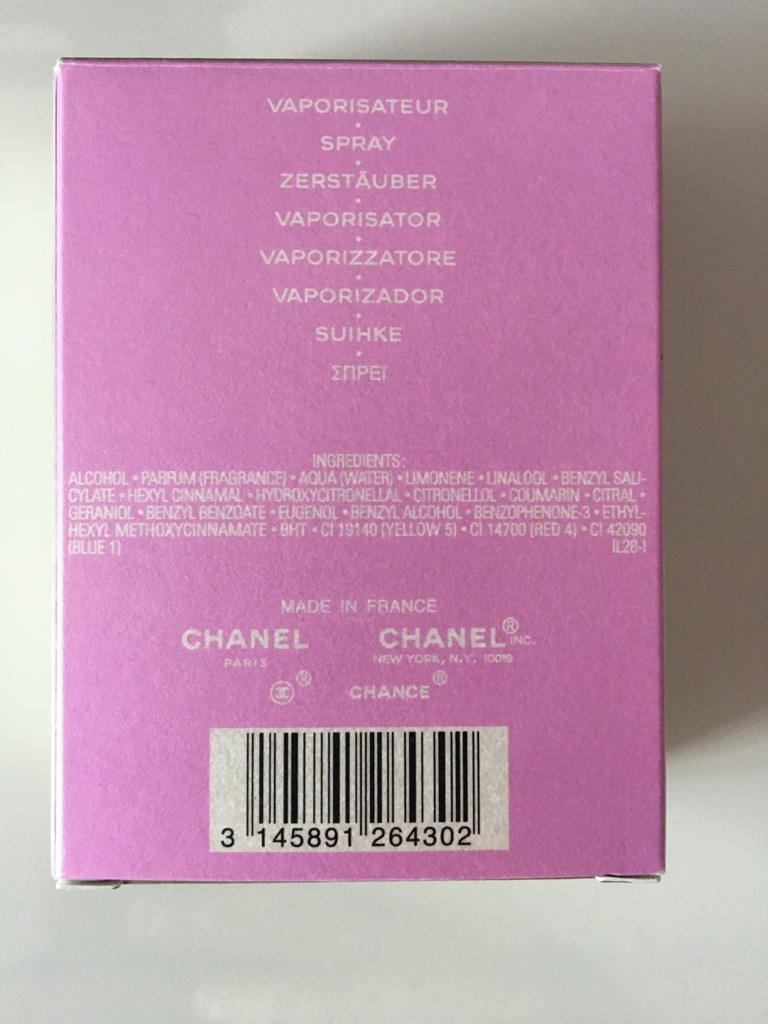 VAPORISATEUR
SPRAY
ZERSTÄUBER
VAPORISATOR
VAPORIZZATORE
VAPORIZADOR
SUIHKE
ΣΠΡΕΪ
INGREDIENTS:
ALCOHOL • PARFUM (FRAGRANCE) • AQUA (WATER) • LIMONENE • LINALOOL • BENZYL SALI-
CYLATE • HEXYL CINNAMAL • HYDROXYCITRONELLAL • CITRONELLOL • COUMARIN • CITRAL •
GERANIOL • BENZYL BENZOATE • EUGENOL • BENZYL ALCOHOL • BENZOPHENONE-3 • ETHYL-
HEXYL METHOXYCINNAMATE • BHT • CI 19140 (YELLOW 5) • CI 14700 (RED 4) • CI 42090
(BLUE 1) IL28-1
MADE IN FRANCE
CHANEL CHANEL® INC.
PARIS NEW YORK, N.Y. 10019
® CHANCE®
3 145891 264302